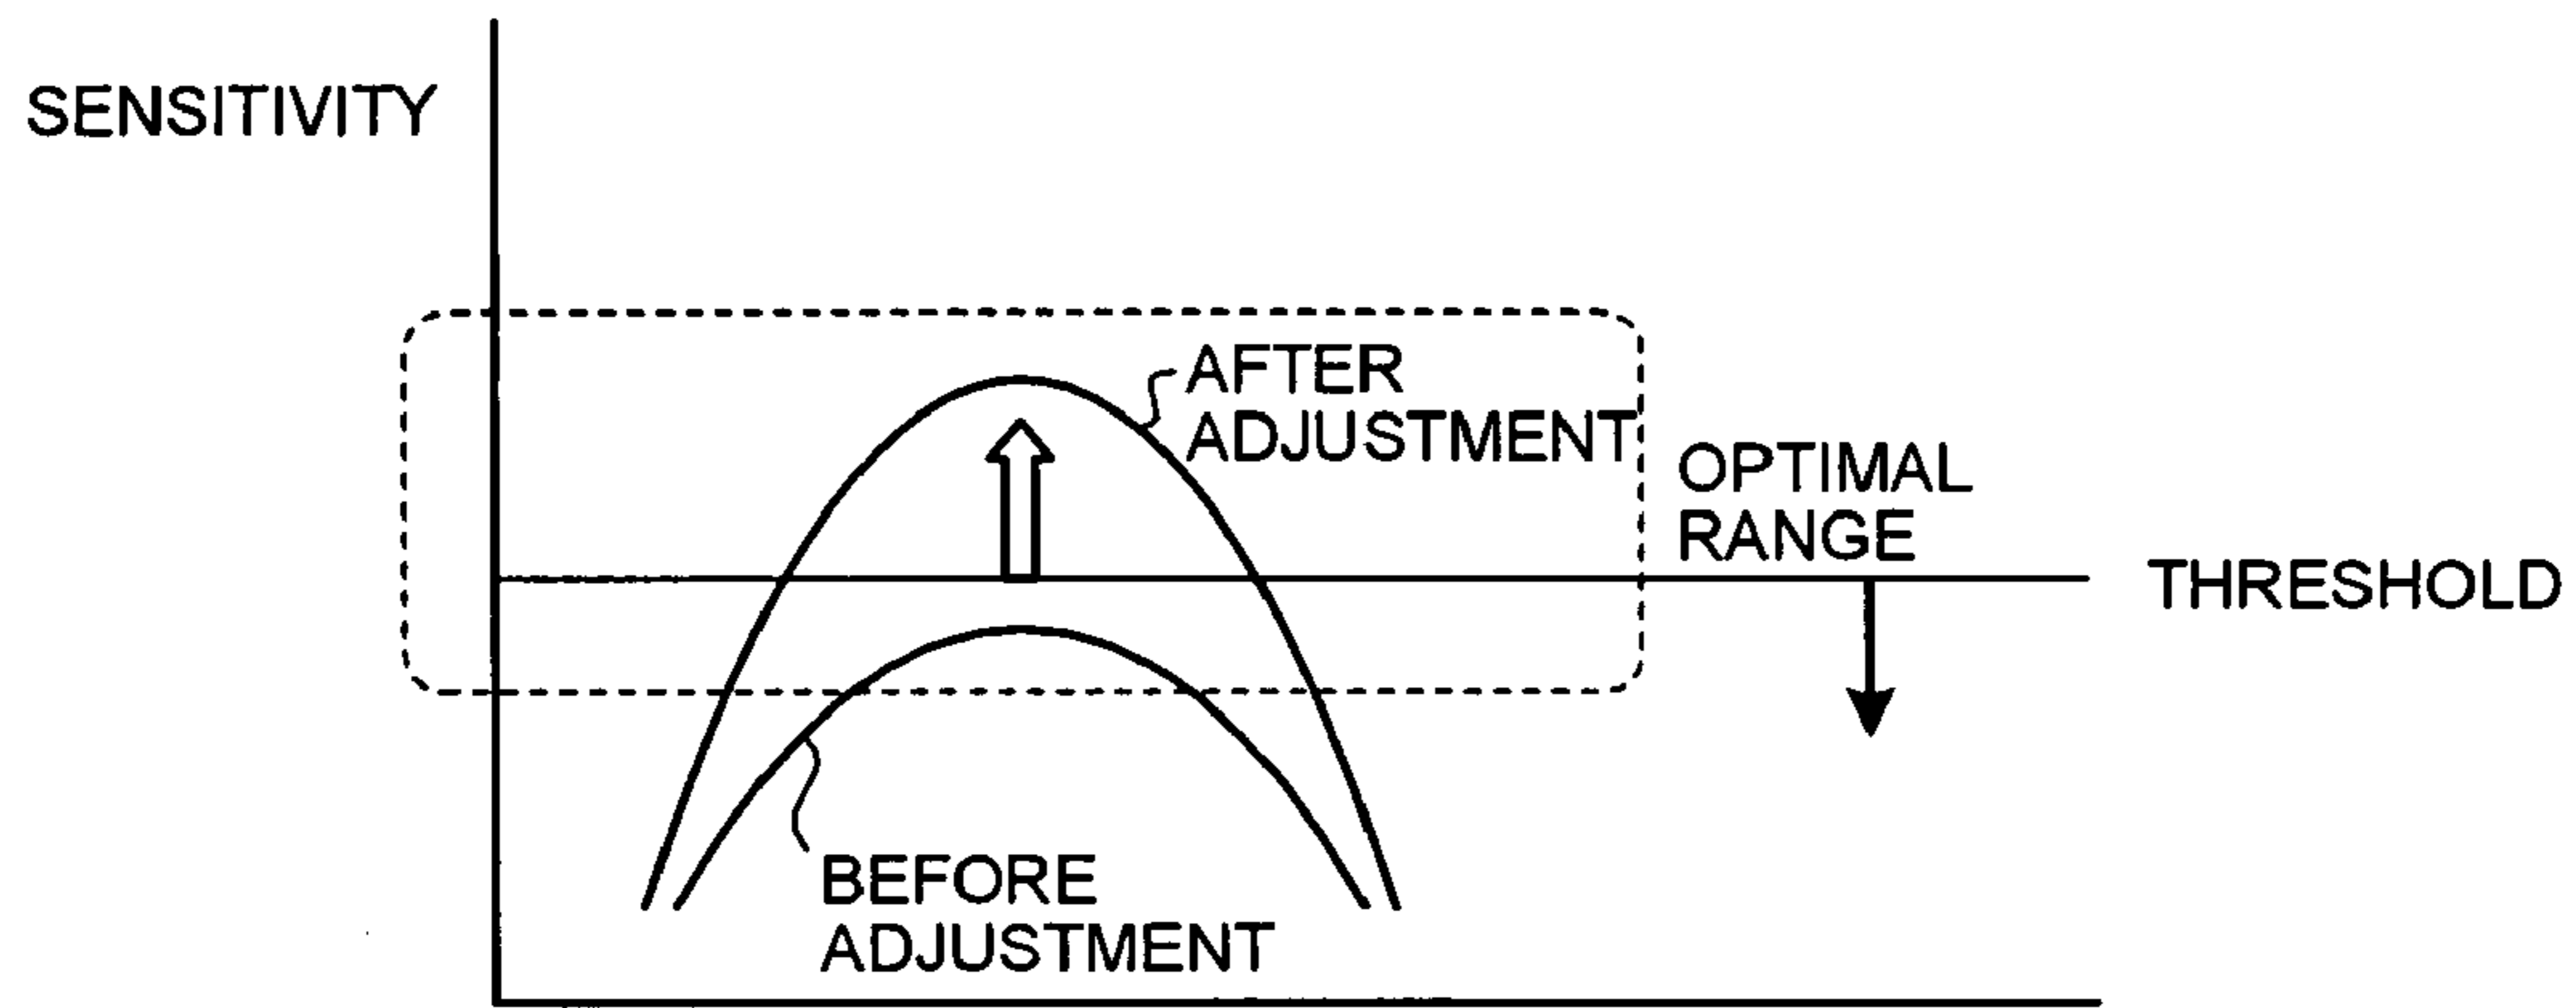 SENSITIVITY
AFTER
ADJUSTMENT
OPTIMAL
RANGE
THRESHOLD
BEFORE
ADJUSTMENT